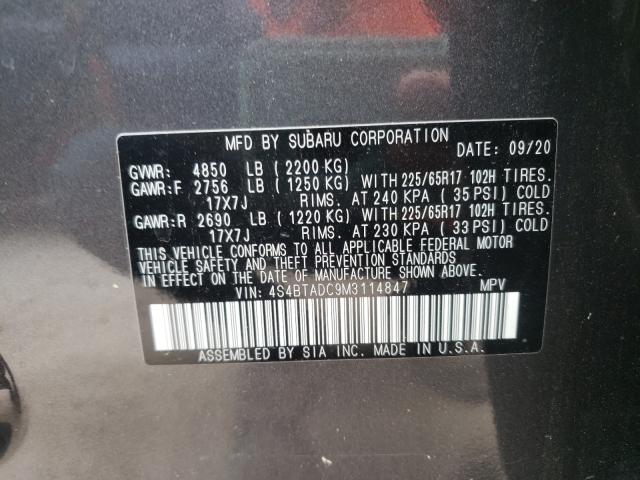 MFD BY SUBARU CORPORATION DATE: 09/20
GVWR: 4850 LB (2200 KG)
GAWR:F 2756 LB (1250 KG) WITH 225/65R17 102H TIRES.
17X7J RIMS. AT 240 KPA (35 PSI) COLD
GAWR:R 2690 LB (1220 KG) WITH 225/65R17 102H TIRES.
17X7J RIMS. AT 230 KPA (33 PSI) COLD
THIS VEHICLE CONFORMS TO ALL APPLICABLE FEDERAL MOTOR
VEHICLE SAFETY AND THEFT PREVENTION STANDARDS
IN EFFECT ON THE DATE OF MANUFACTURE SHOWN ABOVE.
VIN: 4S4BTADC9M3114847 MPV
ASSEMBLED BY SIA INC. MADE IN U.S.A.